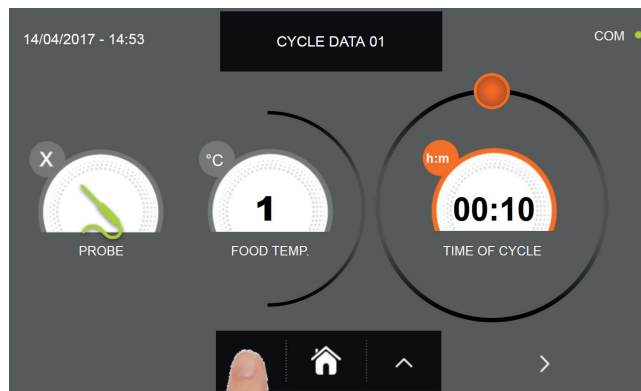 14/04/2017 - 14:53
CYCLE DATA 01
COM
X
°C
h:m
1
00:10
PROBE
FOOD TEMP.
TIME OF CYCLE